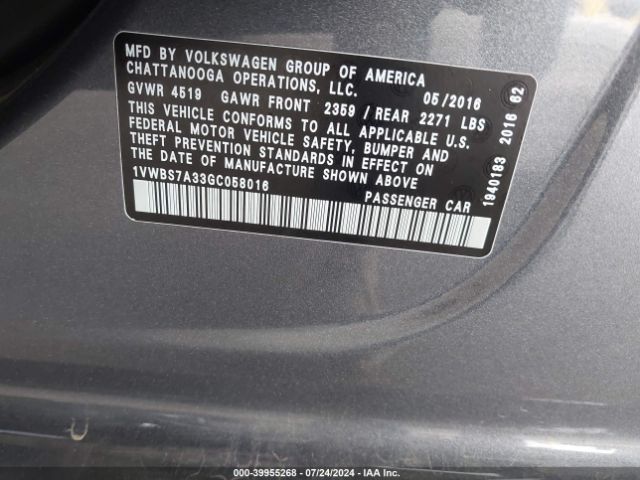 MFD BY VOLKSWAGEN GROUP OF AMERICA
CHATTANOOGA OPERATIONS, LLC. 05/2016
GVWR 4519 GAWR FRONT 2359 / REAR 2271 LBS
THIS VEHICLE CONFORMS TO ALL APPLICABLE U.S.
FEDERAL MOTOR VEHICLE SAFETY, BUMPER AND
THEFT PREVENTION STANDARDS IN EFFECT ON
THE DATE OF MANUFACTURE SHOWN ABOVE
1VWBS7A33GC058016 PASSENGER CAR
1940183 2016 62
000-39955268 - 07/24/2024 - IAA Inc.